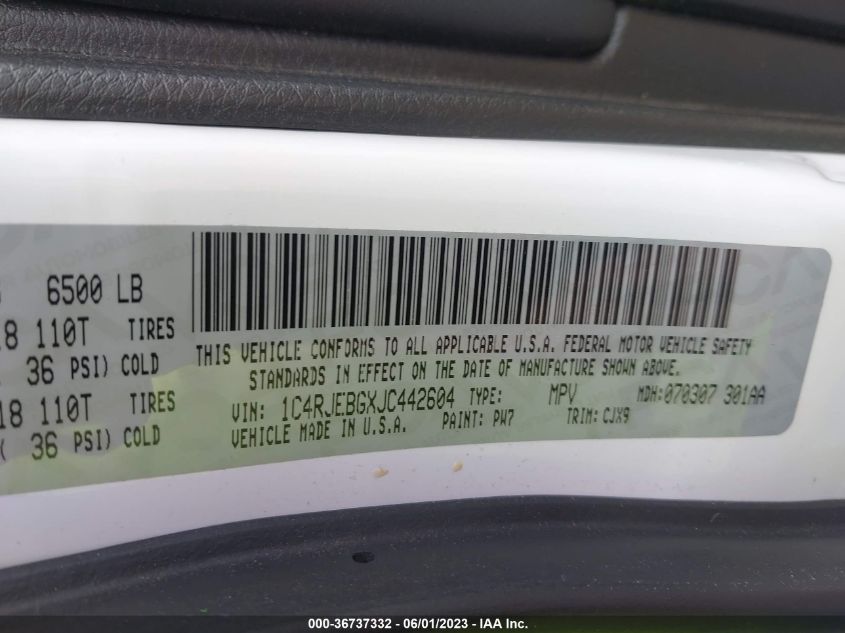 6500 LB
18 110T TIRES
36 PSI) COLD
18 110T
( 36 PSI) COLD
THIS VEHICLE CONFORMS TO ALL APPLICABLE U.S.A. FEDERAL MOTOR VEHICLE SAFETY
STANDARDS IN EFFECT ON THE DATE OF MANUFACTURE SHOWN ABOVE.
VIN: 1C4RJEBGXJC442604 TYPE: MPV MDH:070307 301AA
VEHICLE MADE IN U.S.A. PAINT: PW7 TRIM: CJX9
000-36737332 - 06/01/2023 - IAA Inc.